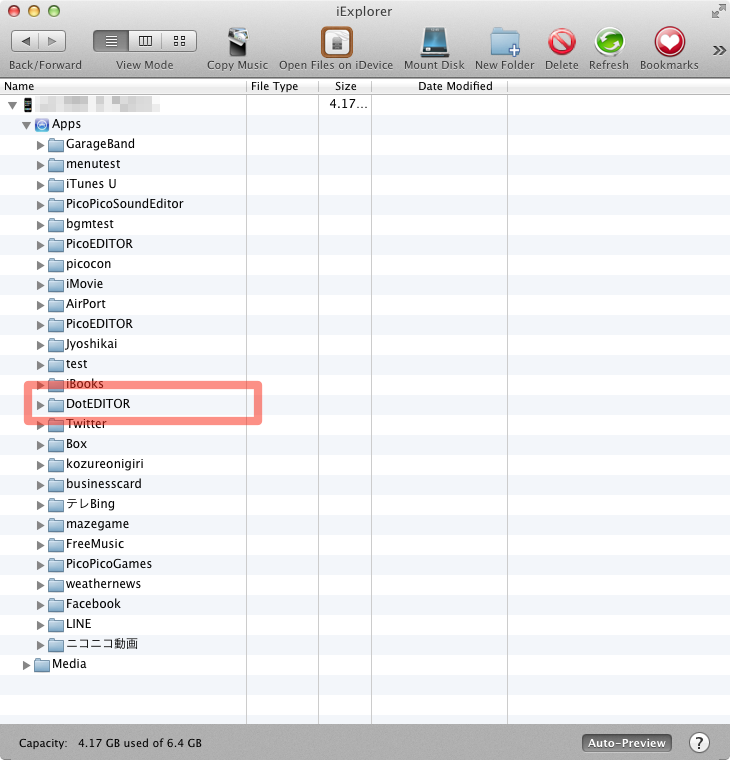 iExplorer
Back/Forward View Mode Copy Music Open Files on iDevice Mount Disk New Folder Delete Refresh Bookmarks
Name File Type Size Date Modified
4.17...
Apps
GarageBand
menutest
iTunes U
PicoPicoSoundEditor
bgmtest
PicoEDITOR
picocon
iMovie
AirPort
PicoEDITOR
Jyoshikai
test
iBooks
DotEDITOR
Twitter
Box
kozureonigiri
businesscard
テレBing
mazegame
FreeMusic
PicoPicoGames
weathernews
Facebook
LINE
ニコニコ動画
Media
Capacity: 4.17 GB used of 6.4 GB Auto-Preview ?